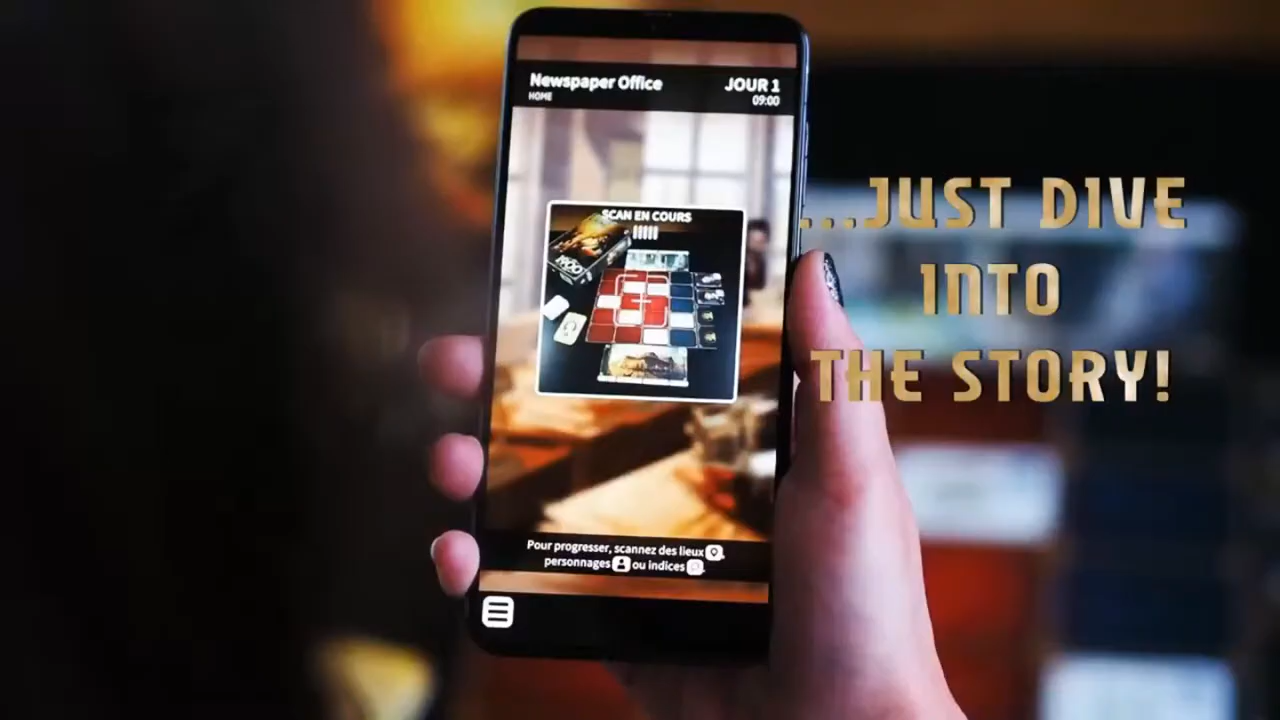 Newspaper Office
JOUR 1
HOME
09:00
SCAN EN COURS
1900
Pour progresser, scannez des lieux
personnages ou indices
...JUST DIVE
INTO
THE STORY!